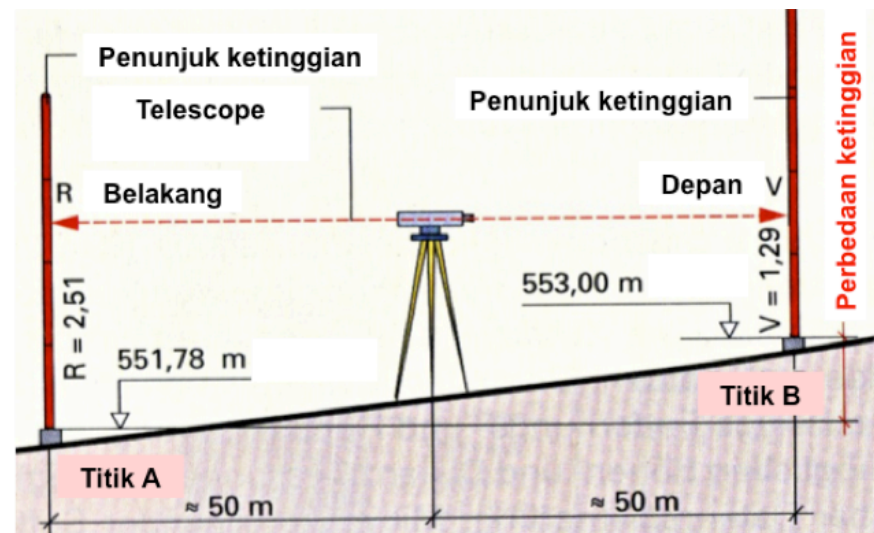 Penunjuk ketinggian
Telescope
Penunjuk ketinggian
Perbedaan ketinggian
R
Belakang
Depan
V
R = 2,51
V = 1,29
553,00 m
551,78 m
Titik B
Titik A
≈ 50 m
≈ 50 m